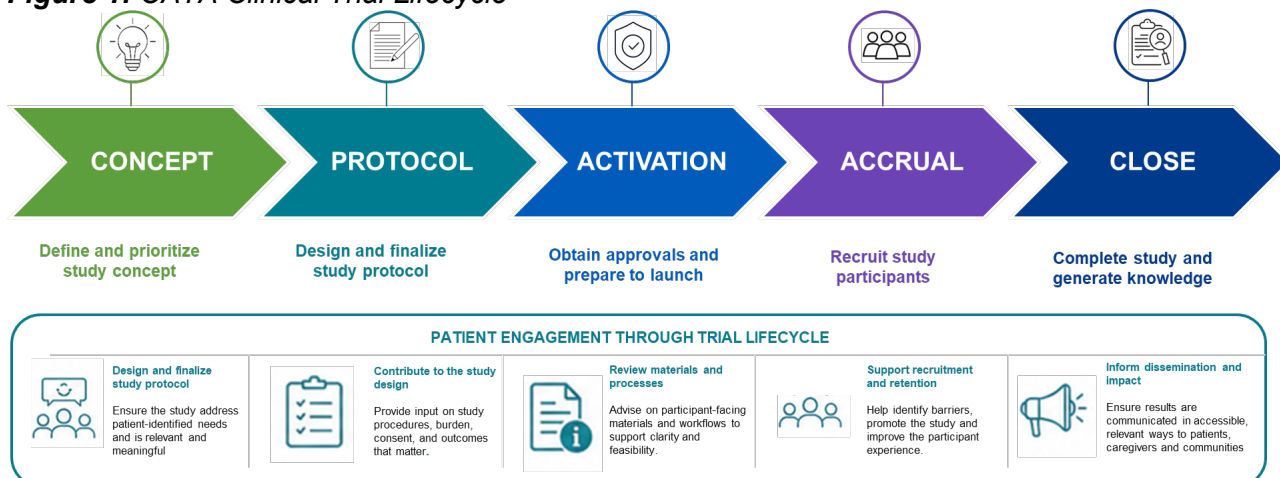 Figure 1: CATA Clinical Trial Lifecycle
CONCEPT
PROTOCOL
ACTIVATION
ACCRUAL
CLOSE
Define and prioritize
study concept
Design and finalize
study protocol
Obtain approvals and
prepare to launch
Recruit study
participants
Complete study and
generate knowledge
PATIENT ENGAGEMENT THROUGH TRIAL LIFECYCLE
Design and finalize
study protocol
Ensure the study address
patient-identified needs
and is relevant and
meaningful
Contribute to the study
design
Provide input on study
procedures, burden,
consent, and outcomes
that matter.
Review materials and
processes
Advise on participant-facing
materials and workflows to
support clarity and
feasibility.
Support recruitment
and retention
Help identify barriers,
promote the study and
improve the participant
experience.
Inform dissemination and
impact
Ensure results are
communicated in accessible,
relevant ways to patients,
caregivers and communities